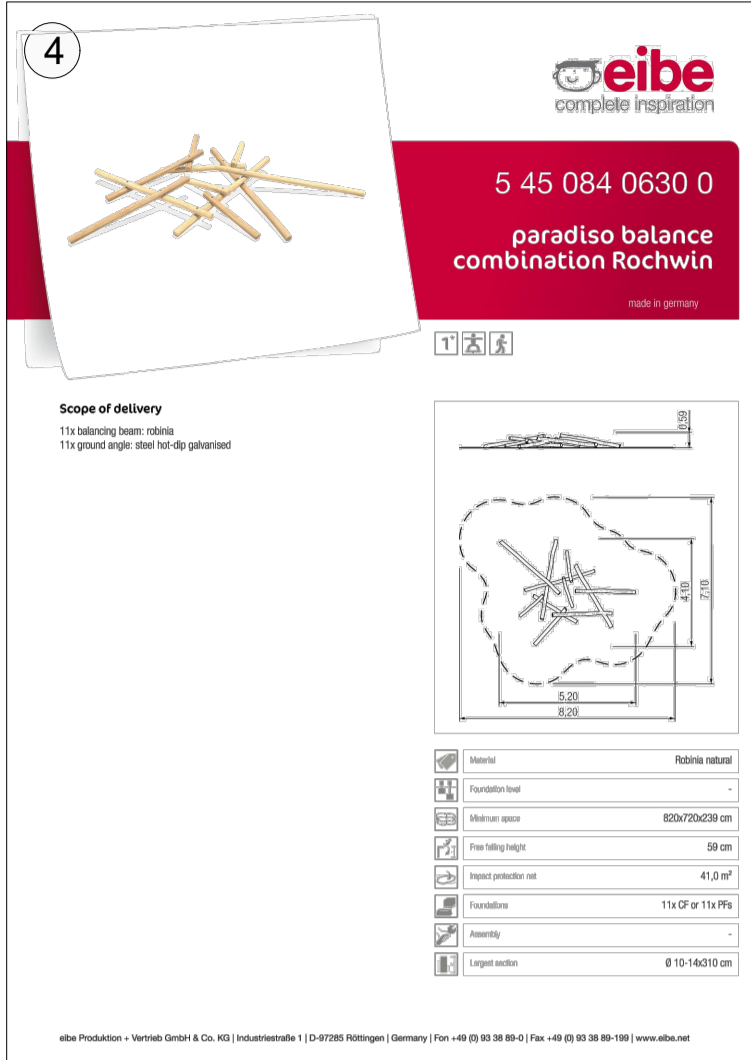 4
eibe
complete inspiration
5 45 084 0630 0
paradiso balance
combination Rochwin
made in germany
1+
Scope of delivery
11x balancing beam: robinia
11x ground angle: steel hot-dip galvanised
0,59
4,10
7,10
5,20
8,20
Material Robinia natural
Foundation level -
Minimum space 820x720x239 cm
Free falling height 59 cm
Impact protection net 41,0 m²
Foundations 11x CF or 11x PFs
Assembly -
Largest section Ø 10-14x310 cm
eibe Produktion + Vertrieb GmbH & Co. KG | Industriestraße 1 | D-97285 Röttingen | Germany | Fon +49 (0) 93 38 89-0 | Fax +49 (0) 93 38 89-199 | www.eibe.net